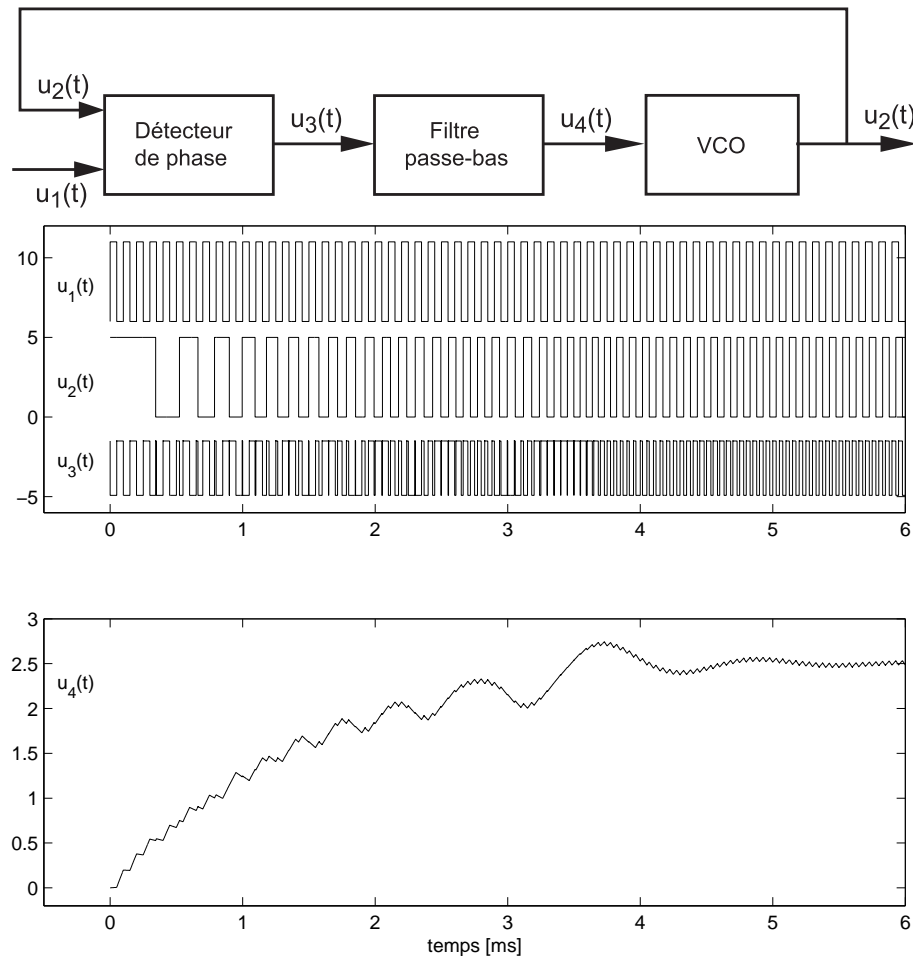 u2(t)
u1(t)
Détecteur
de phase
u3(t)
Filtre
passe-bas
u4(t)
VCO
u2(t)
10
5
0
−5
u1(t)
u2(t)
u3(t)
0 1 2 3 4 5 6
3
2.5
2
1.5
1
0.5
0
u4(t)
0 1 2 3 4 5 6
temps [ms]